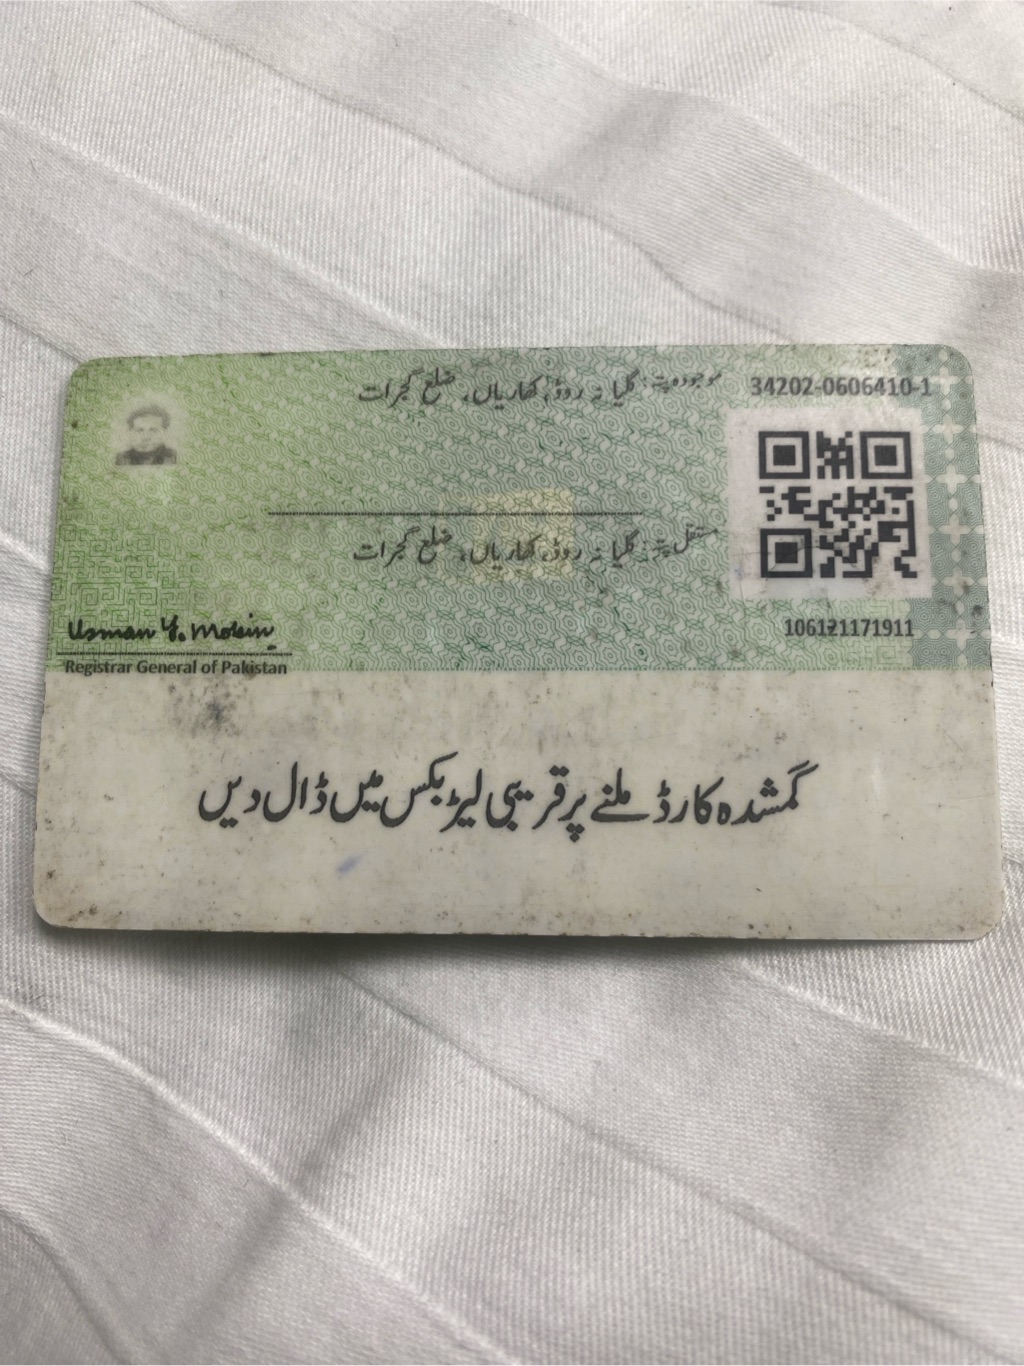 موجودہ پتہ: گلیانہ روڈ، کھاریاں، ضلع گجرات
34202-0606410-1
مستقل پتہ: گلیانہ روڈ، کھاریاں، ضلع گجرات
Usman Y. Mobin
Registrar General of Pakistan
106121171911
گمشدہ کارڈ ملنے پر قریبی لیٹر بکس میں ڈال دیں